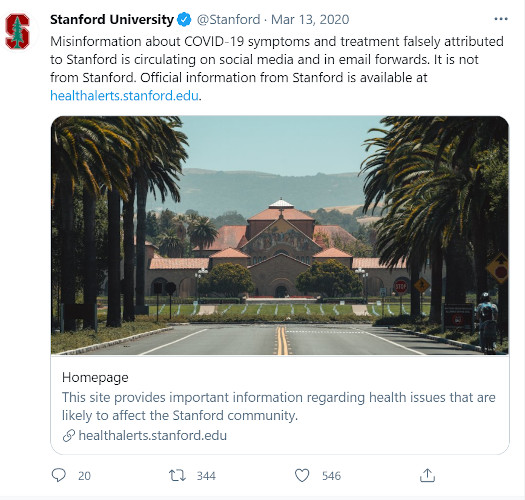 Stanford University @Stanford · Mar 13, 2020
Misinformation about COVID-19 symptoms and treatment falsely attributed
to Stanford is circulating on social media and in email forwards. It is not
from Stanford. Official information from Stanford is available at
healthalerts.stanford.edu.
STOP
Homepage
This site provides important information regarding health issues that are
likely to affect the Stanford community.
healthalerts.stanford.edu
20 344 546